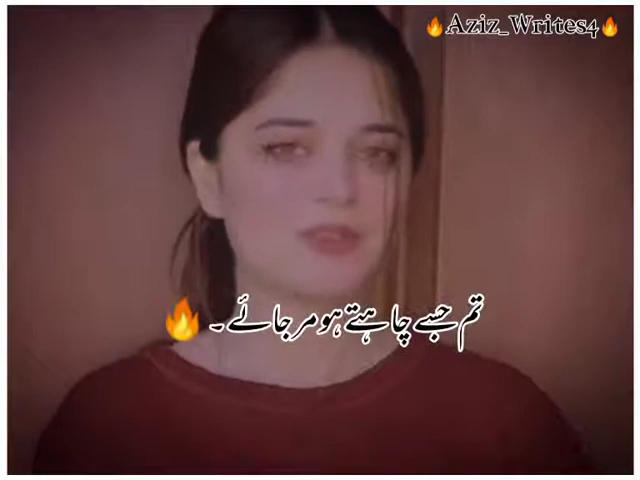 🔥Aziz_Writes4🔥
تم جسے چاہتے ہو مر جائے ۔ 🔥